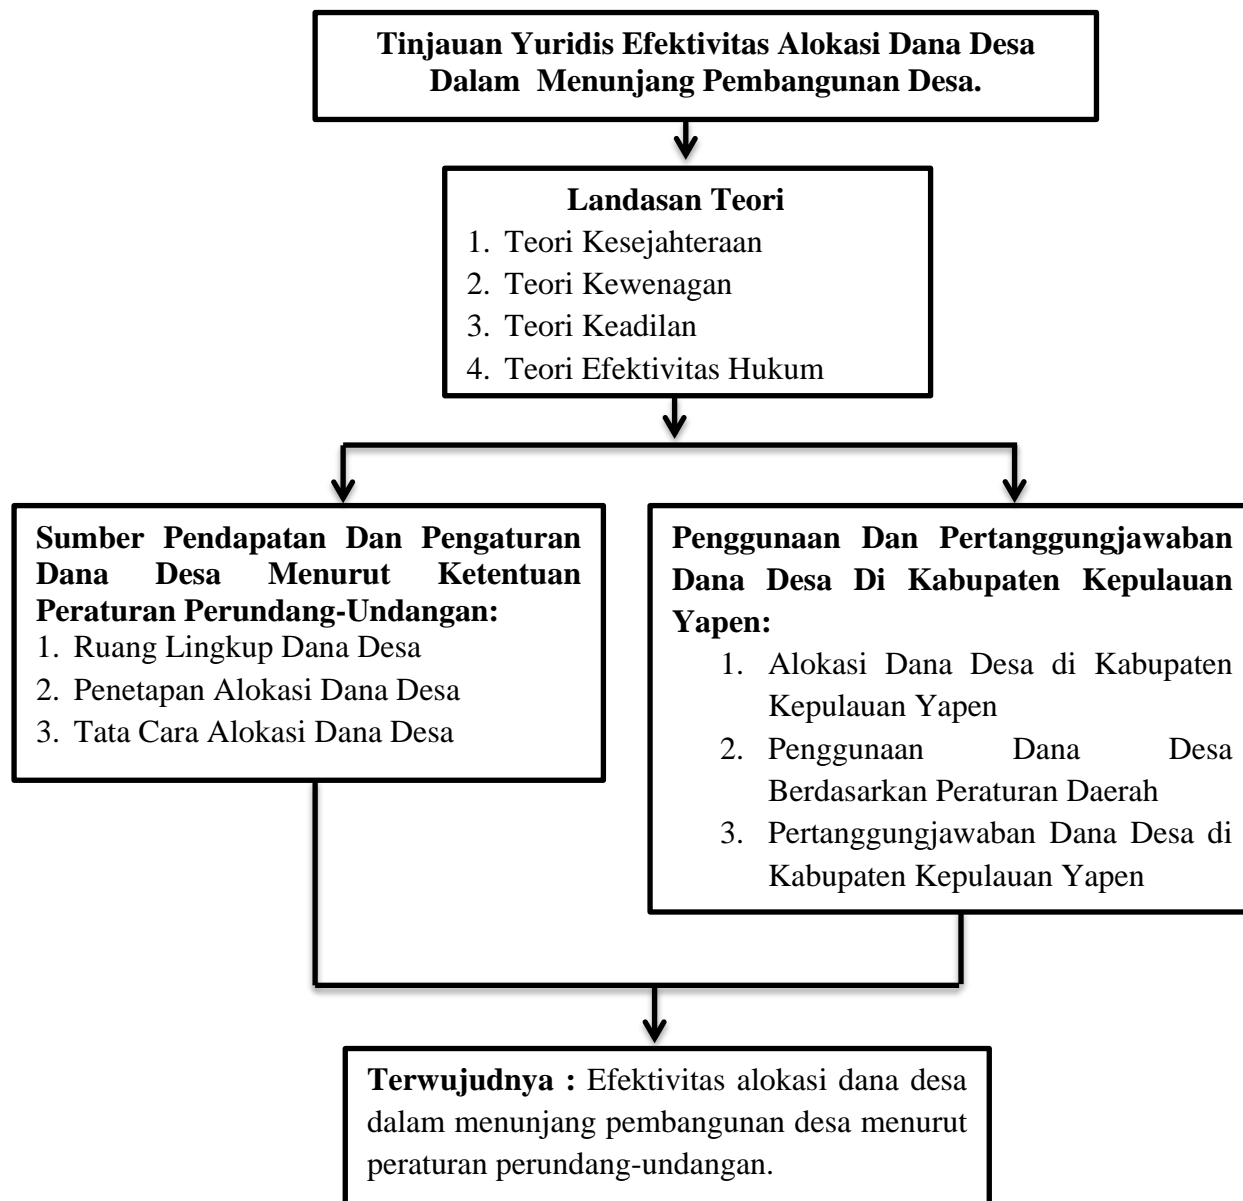 Tinjauan Yuridis Efektivitas Alokasi Dana Desa
Dalam Menunjang Pembangunan Desa.
Landasan Teori
1. Teori Kesejahteraan
2. Teori Kewenagan
3. Teori Keadilan
4. Teori Efektivitas Hukum
Sumber Pendapatan Dan Pengaturan
Dana Desa Menurut Ketentuan
Peraturan Perundang-Undangan:
1. Ruang Lingkup Dana Desa
2. Penetapan Alokasi Dana Desa
3. Tata Cara Alokasi Dana Desa
Penggunaan Dan Pertanggungjawaban
Dana Desa Di Kabupaten Kepulauan
Yapen:
1. Alokasi Dana Desa di Kabupaten
Kepulauan Yapen
2. Penggunaan Dana Desa
Berdasarkan Peraturan Daerah
3. Pertanggungjawaban Dana Desa di
Kabupaten Kepulauan Yapen
Terwujudnya : Efektivitas alokasi dana desa
dalam menunjang pembangunan desa menurut
peraturan perundang-undangan.